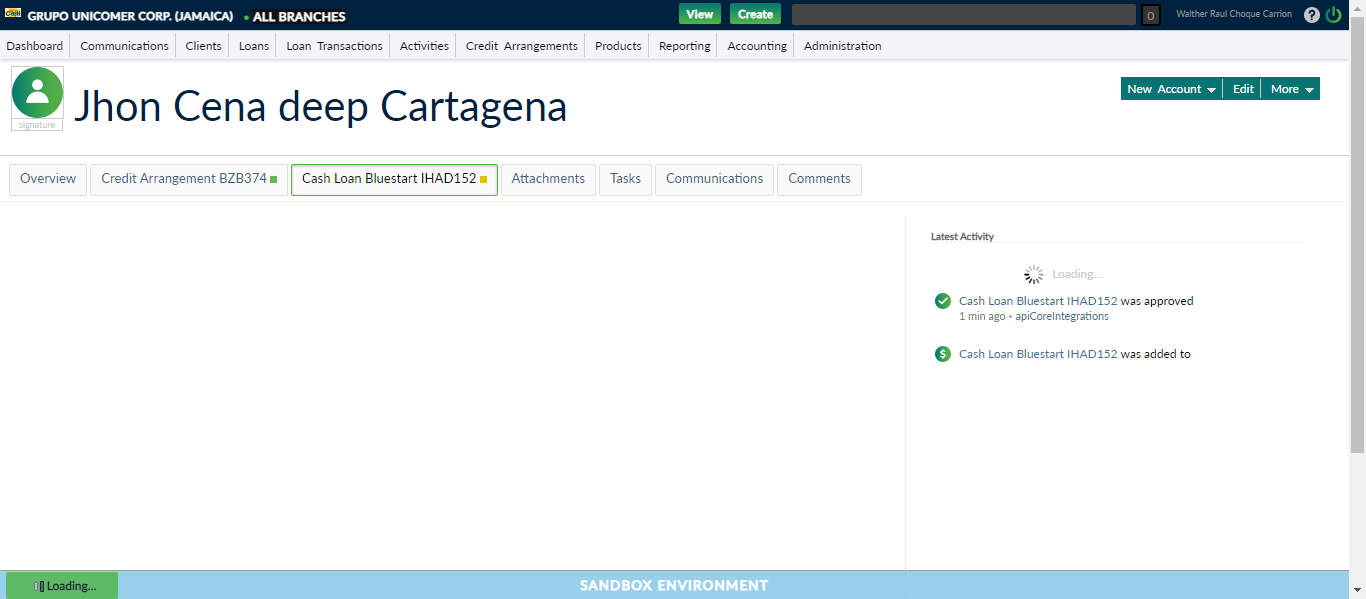 GRUPO UNICOMER CORP. (JAMAICA) • ALL BRANCHES View Create 0 Walther Raul Choque Carrion ?
Dashboard Communications Clients Loans Loan Transactions Activities Credit Arrangements Products Reporting Accounting Administration
signature
Jhon Cena deep Cartagena
New Account Edit More
Overview Credit Arrangement BZB374 Cash Loan Bluestart IHAD152 Attachments Tasks Communications Comments
Latest Activity
Loading...
Cash Loan Bluestart IHAD152 was approved
1 min ago • apiCoreIntegrations
$ Cash Loan Bluestart IHAD152 was added to
Loading... SANDBOX ENVIRONMENT